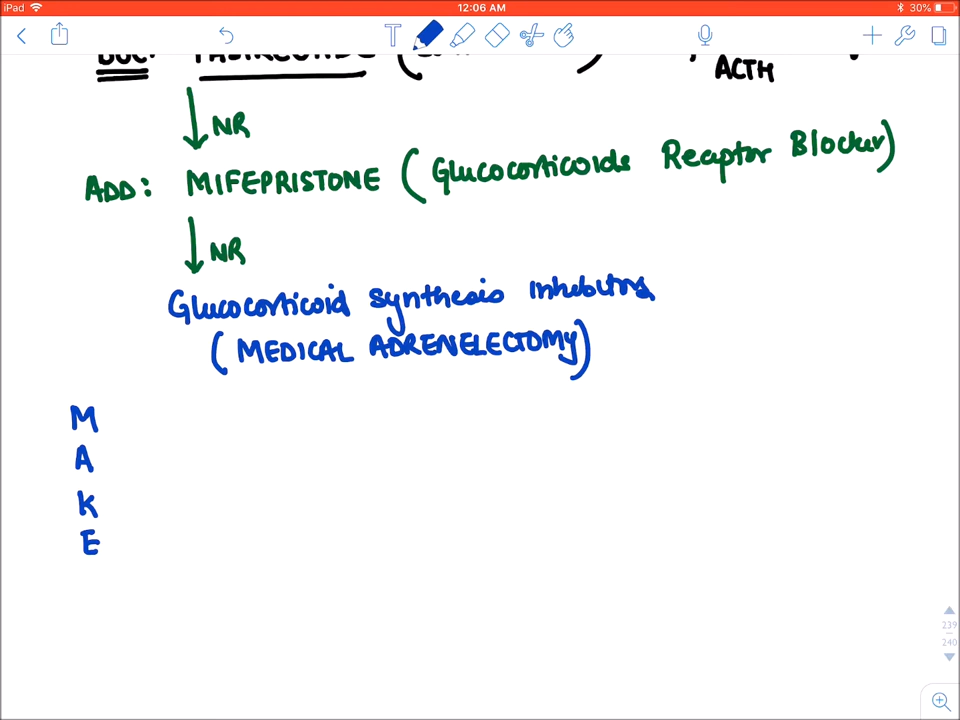 iPad 12:06 AM 30%
T
ACTH
NR
ADD: MIFEPRISTONE (Glucocorticoids Receptor Blocker)
NR
Glucocorticoid synthesis inhibitors
(MEDICAL ADRENELECTOMY)
M
A
K
E
239
240